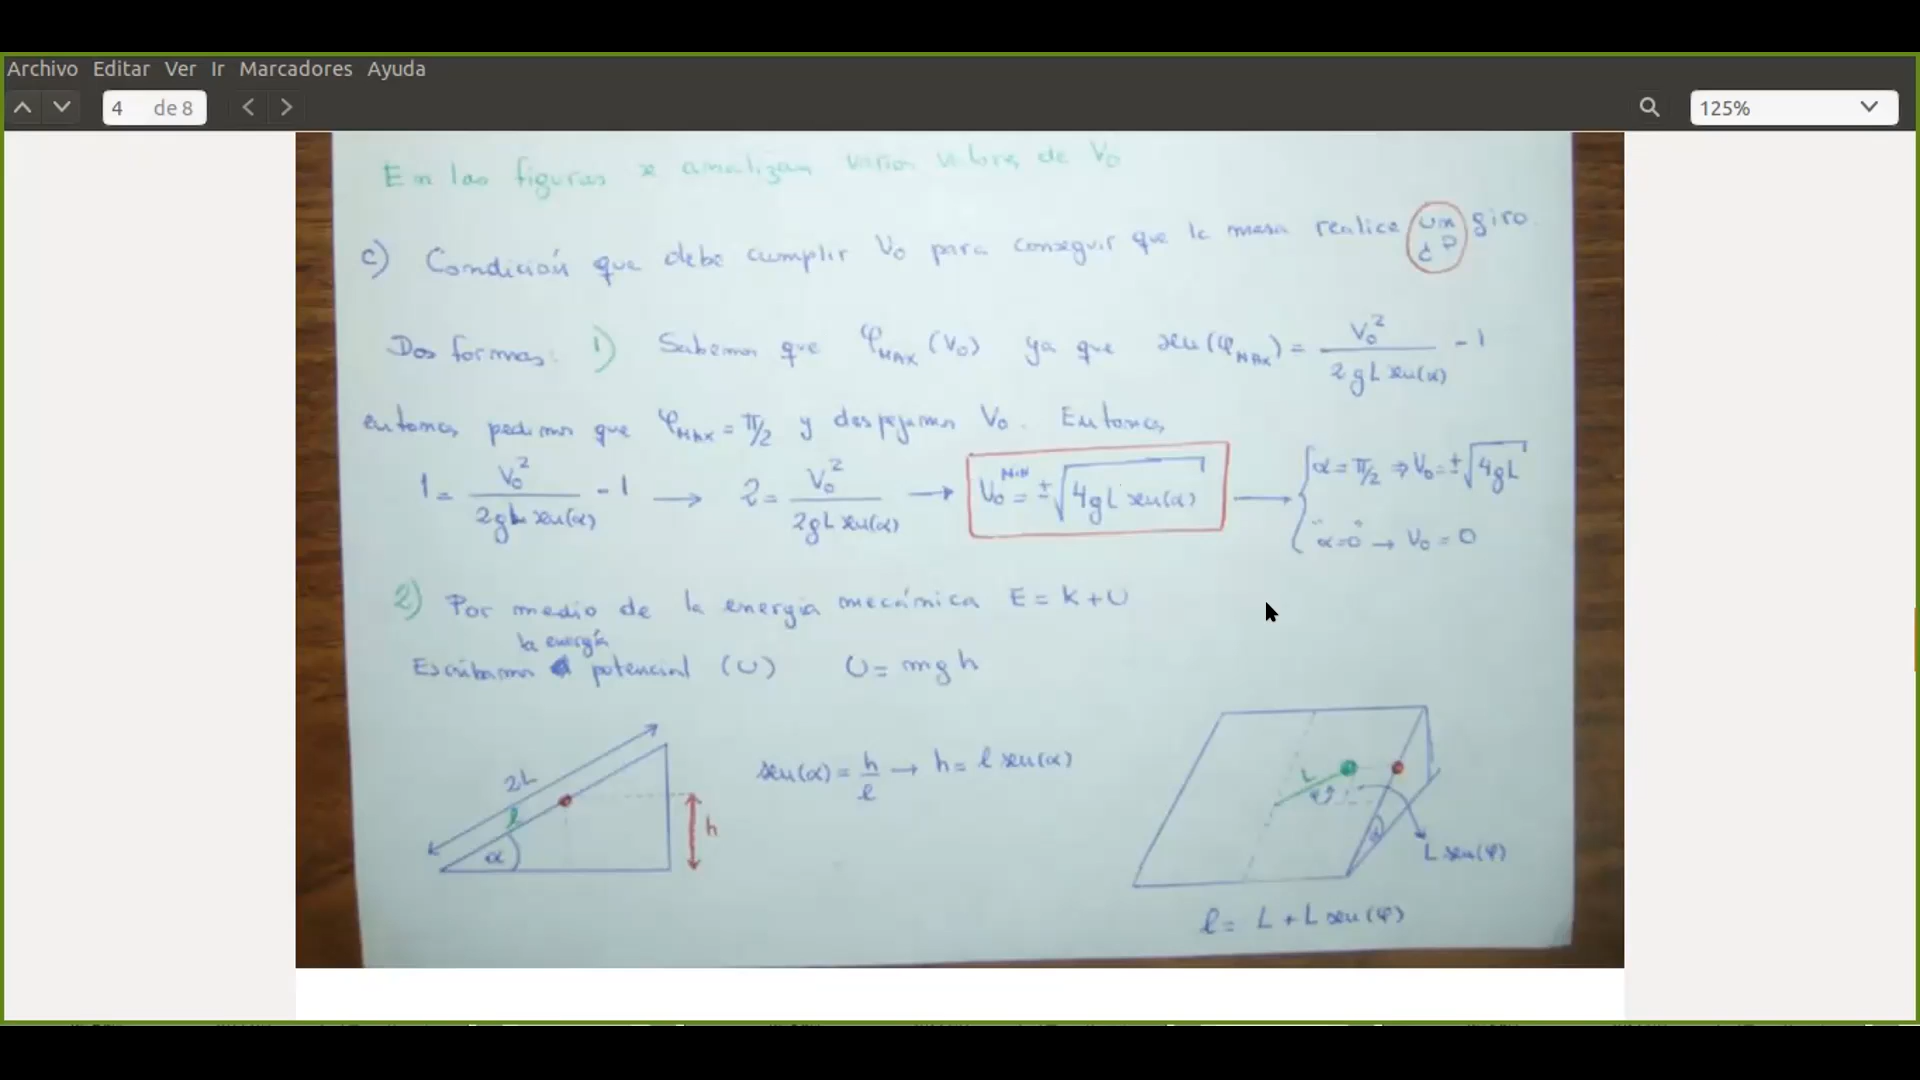 Archivo Editar Ver Ir Marcadores Ayuda
4 de 8
125%
En las figuras se analizan varios valores de V₀
c) Condición que debe cumplir V₀ para conseguir que la masa realice un giro.
¿?
Dos formas: 1) Sabemos que φ_MAX (V₀) ya que sen(φ_MAX) = V₀²/(2gL sen(α)) - 1
entonces pedimos que φ_MAX = π/2 y despejamos V₀. Entonces
1 = V₀²/(2gL sen(α)) - 1 → 2 = V₀²/(2gL sen(α)) → V₀^MIN = ±√(4gL sen(α)) → { α = π/2 ⇒ V₀ = ±√(4gL)
"α=0" → V₀ = 0
2) Por medio de la energía mecánica E = K + U
la energía
Escribamos potencial (U) U = mgh
2L
l
α
h
sen(α) = h/l → h = l sen(α)
L
φ
α
L sen(φ)
l = L + L sen(φ)